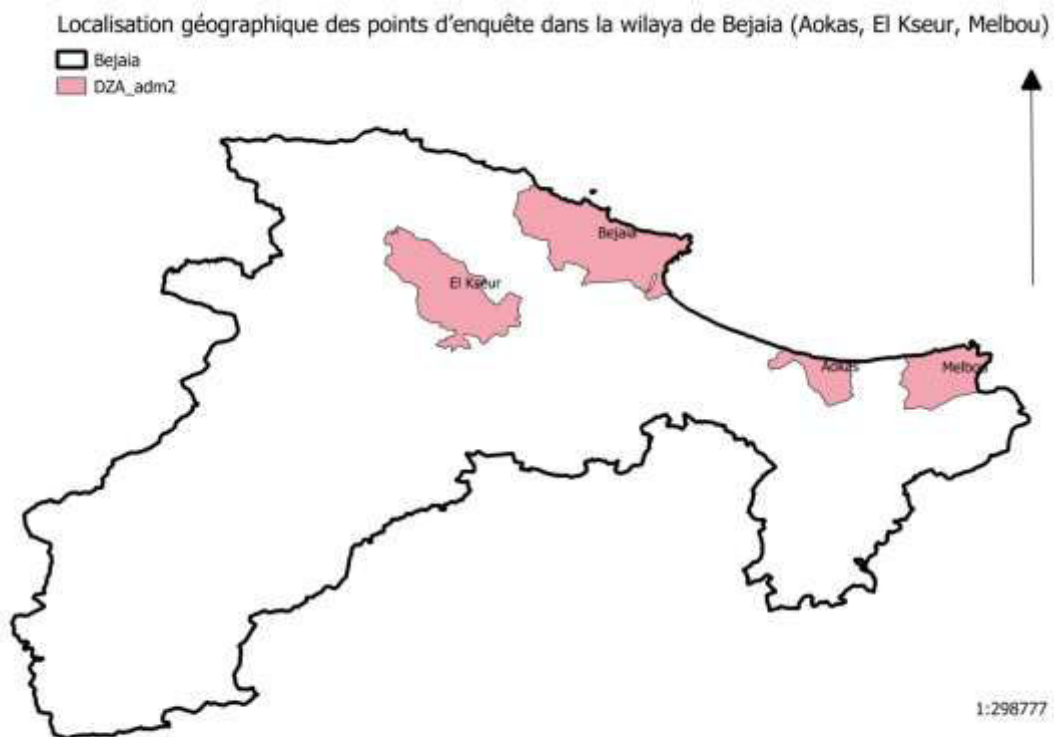 Localisation géographique des points d'enquête dans la wilaya de Bejaia (Aokas, El Kseur, Melbou)
Bejaia
DZA_adm2
Bejaia
El Kseur
Aokas
Melbou
1:298777